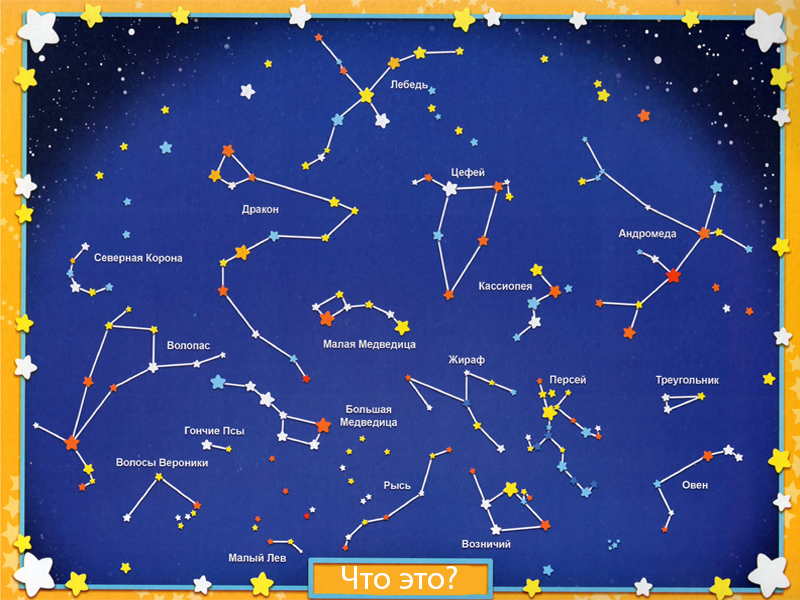 Лебедь
Цефей
Дракон
Андромеда
Северная Корона
Кассиопея
Малая Медведица
Волопас
Жираф
Персей
Треугольник
Большая
Медведица
Гончие Псы
Волосы Вероники
Рысь
Овен
Возничий
Малый Лев
Что это?